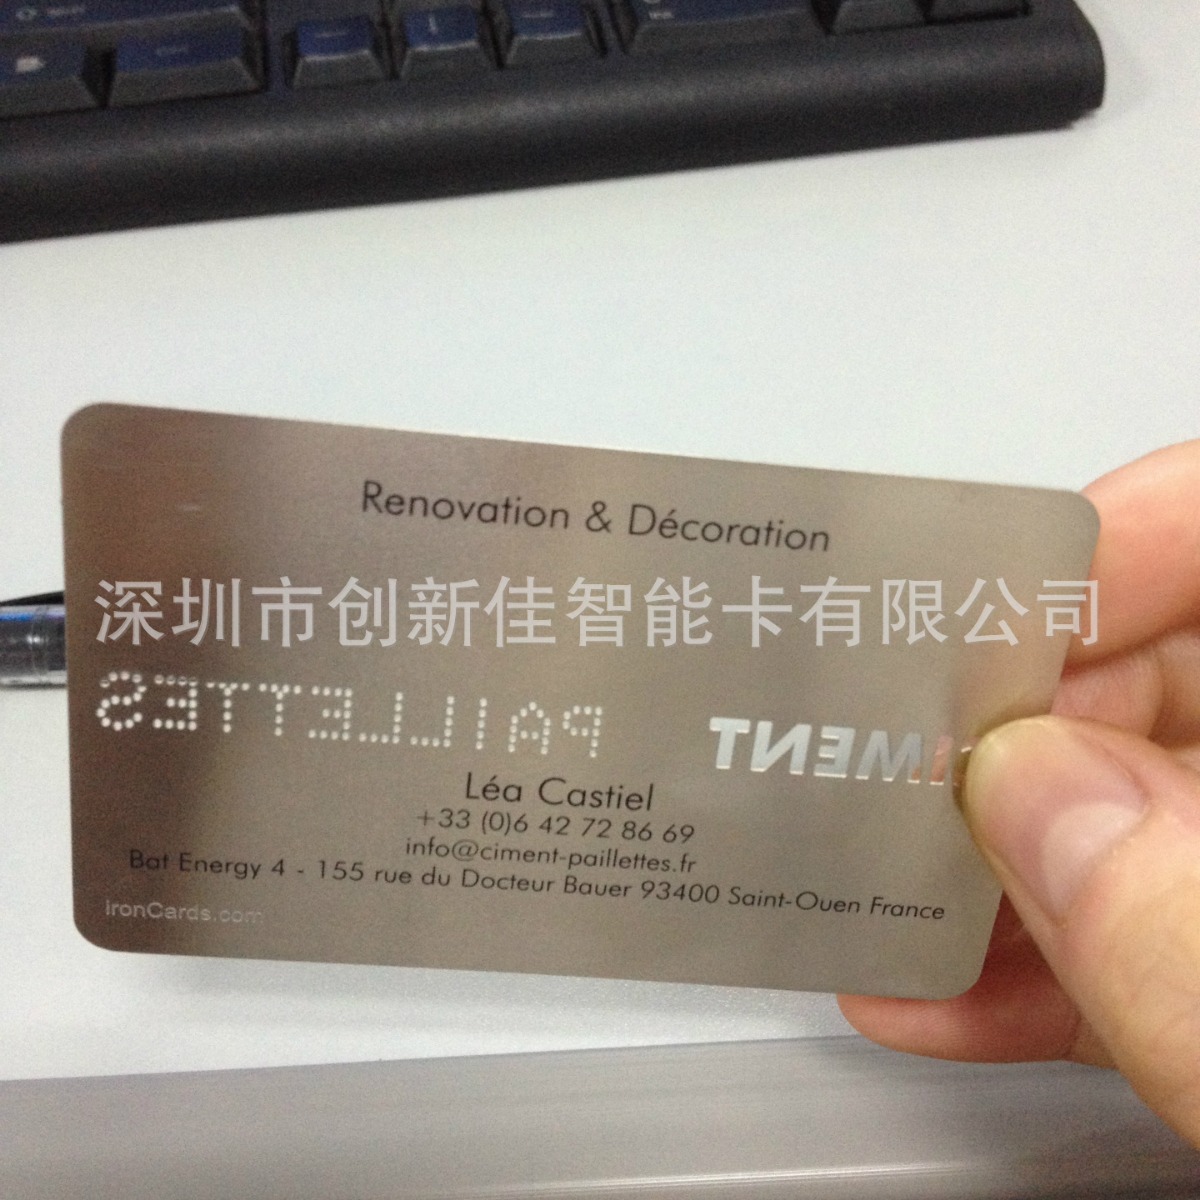 Renovation & Décoration
深圳市创新佳智能卡有限公司
PAILLETTES
IMENT
Léa Castiel
+33 (0)6 42 72 86 69
info@ciment-paillettes.fr
Bat Energy 4 - 155 rue du Docteur Bauer 93400 Saint-Ouen France
IronCards.com